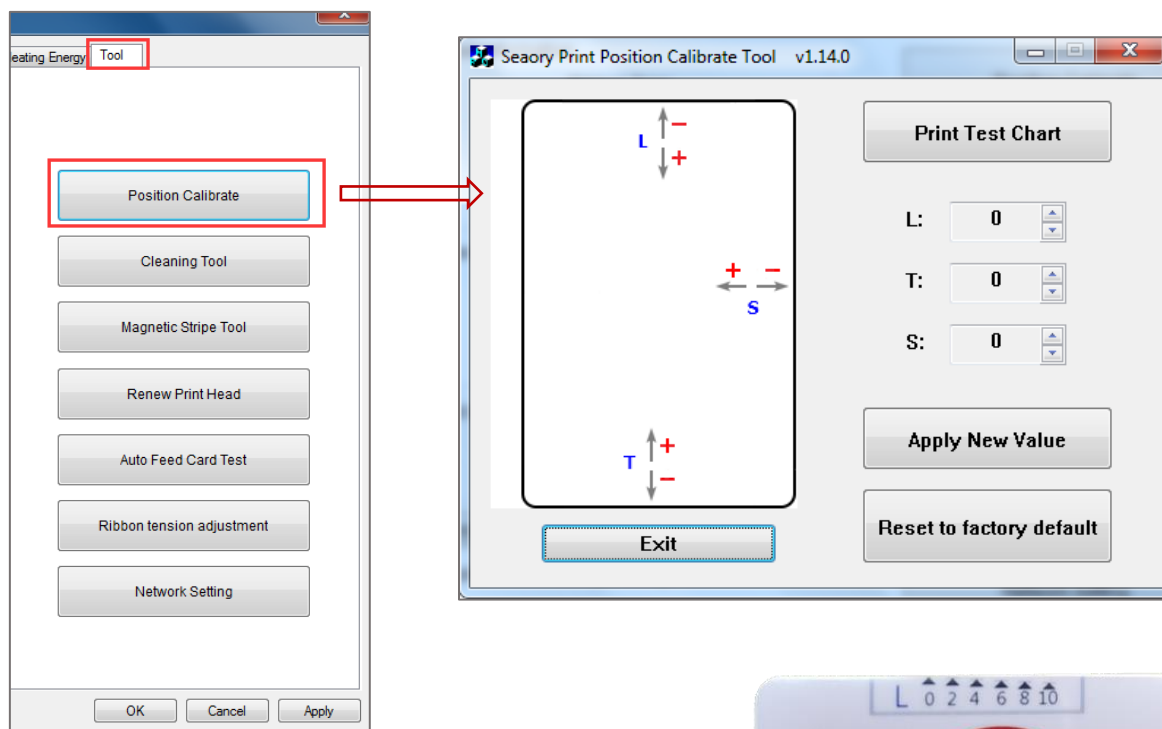 eating Energy
Tool
Position Calibrate
Cleaning Tool
Magnetic Stripe Tool
Renew Print Head
Auto Feed Card Test
Ribbon tension adjustment
Network Setting
OK Cancel Apply
Seaory Print Position Calibrate Tool v1.14.0
L
−
+
+ −
S
T
+
−
Exit
Print Test Chart
L: 0
T: 0
S: 0
Apply New Value
Reset to factory default
L 0 2 4 6 8 10